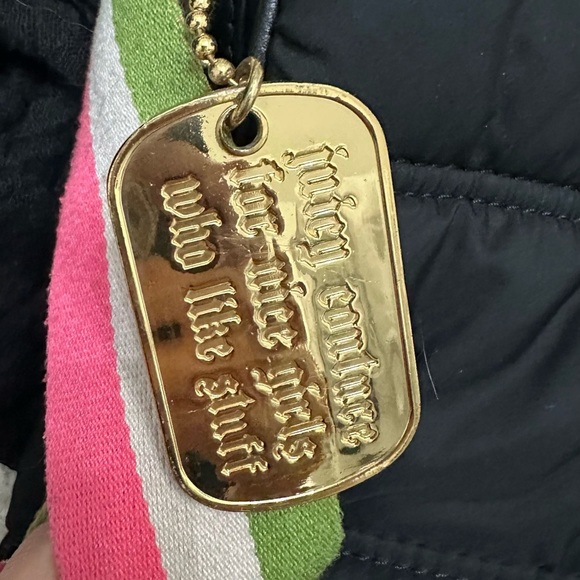 juicy couture
for nice girls
who like stuff